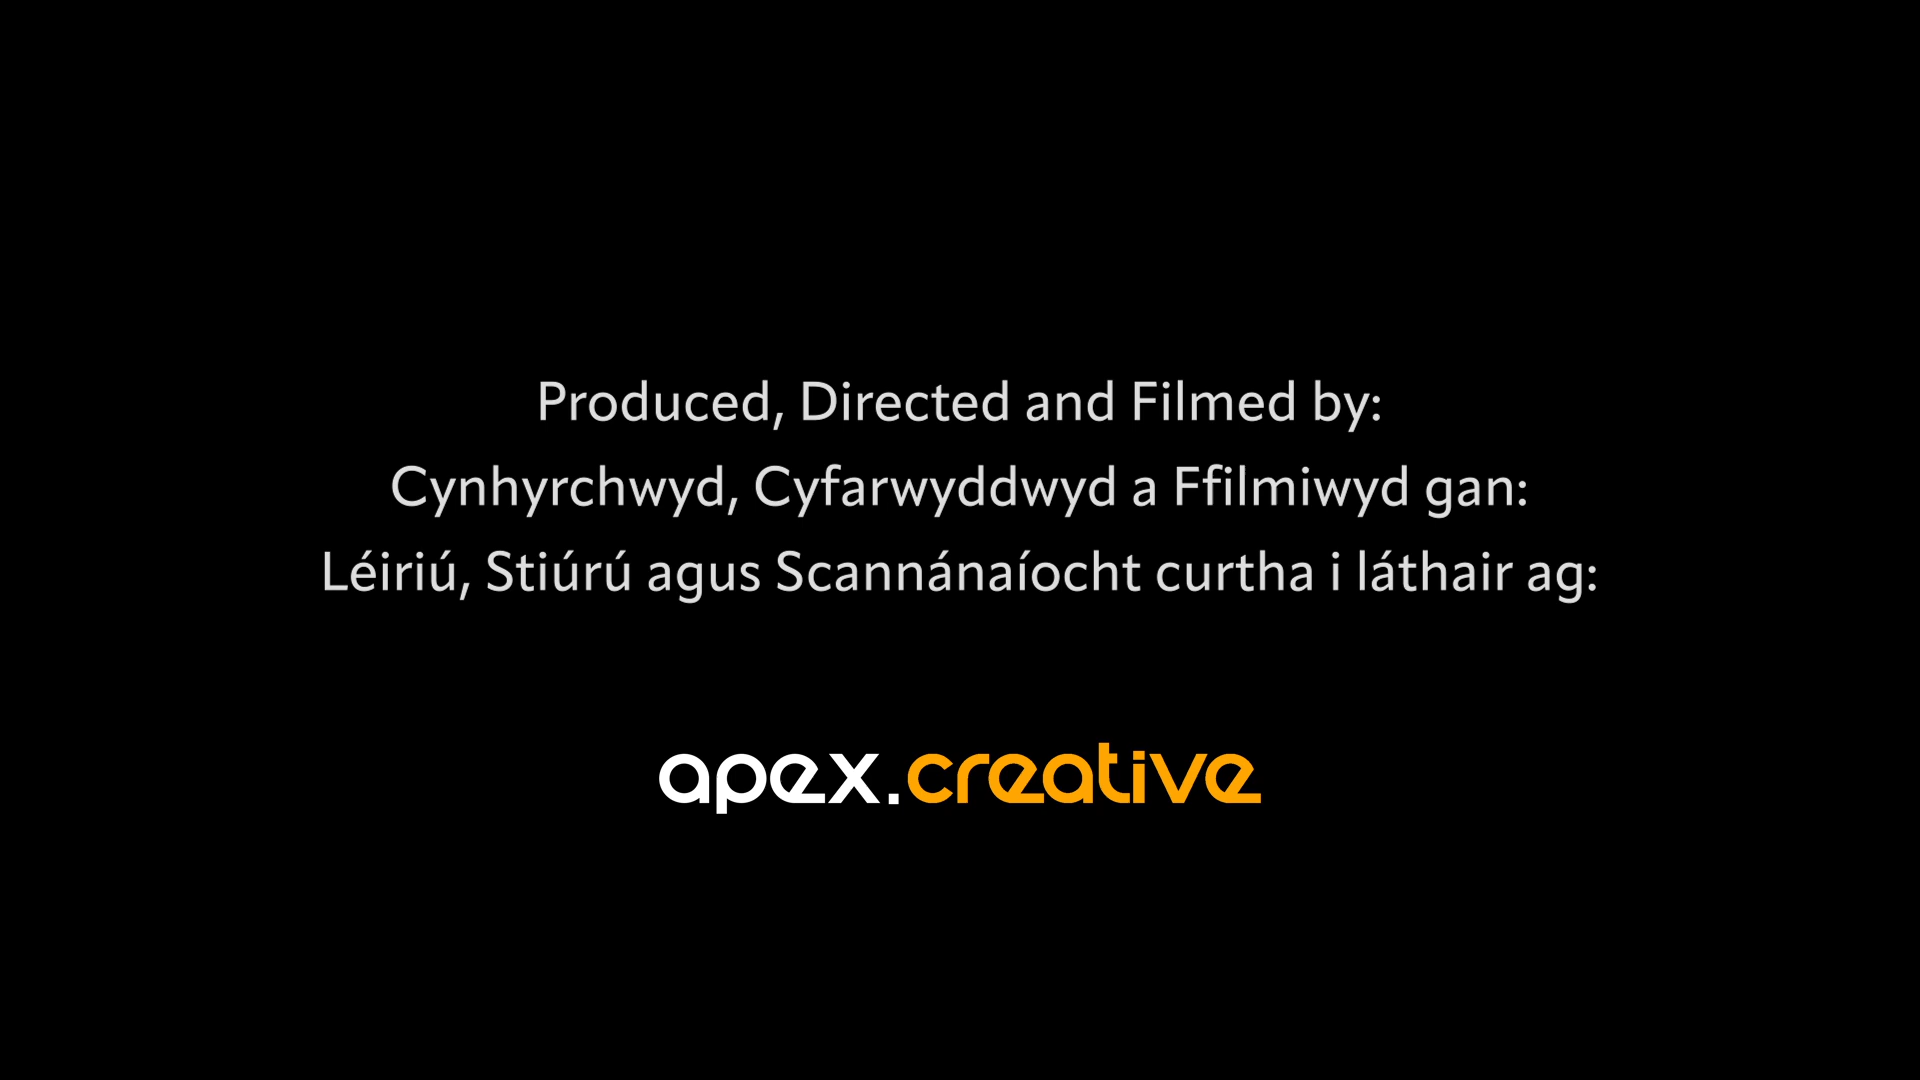 Produced, Directed and Filmed by:
Cynhyrchwyd, Cyfarwyddwyd a Ffilmiwyd gan:
Léiriú, Stiúrú agus Scannánaíocht curtha i láthair ag:
apex.creative